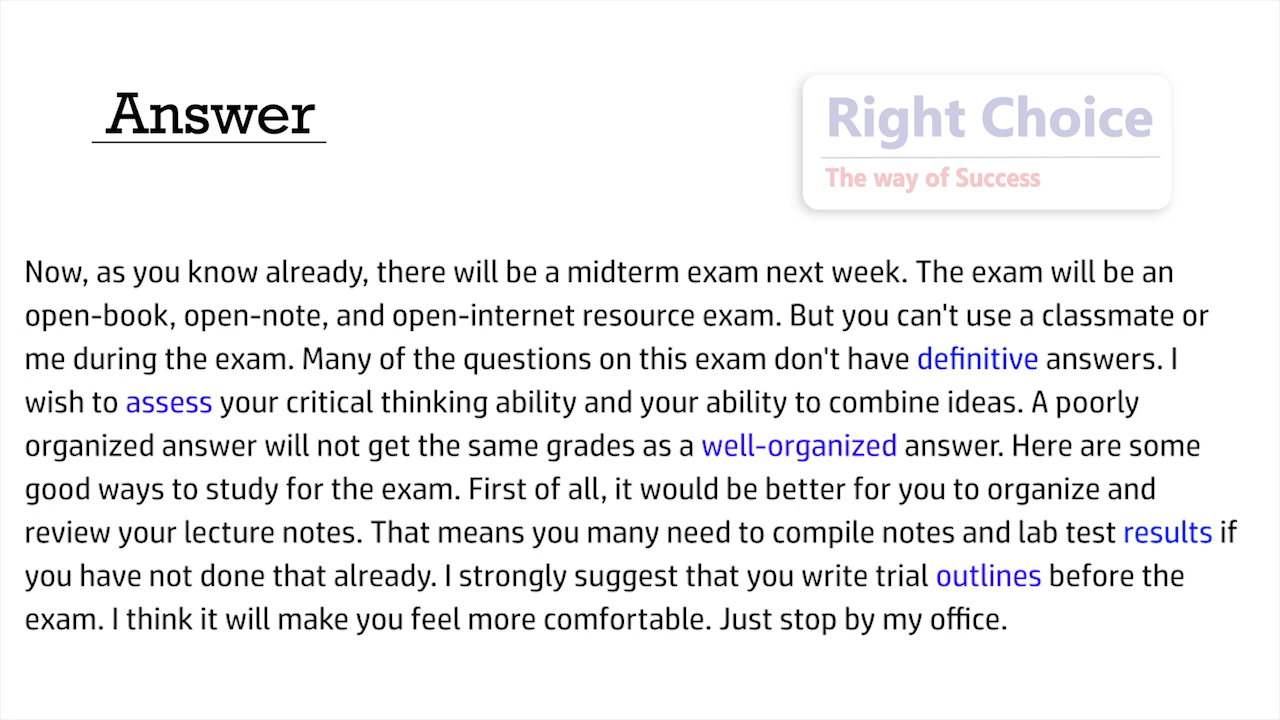 Answer
Right Choice
The way of Success
Now, as you know already, there will be a midterm exam next week. The exam will be an
open-book, open-note, and open-internet resource exam. But you can't use a classmate or
me during the exam. Many of the questions on this exam don't have definitive answers. I
wish to assess your critical thinking ability and your ability to combine ideas. A poorly
organized answer will not get the same grades as a well-organized answer. Here are some
good ways to study for the exam. First of all, it would be better for you to organize and
review your lecture notes. That means you many need to compile notes and lab test results if
you have not done that already. I strongly suggest that you write trial outlines before the
exam. I think it will make you feel more comfortable. Just stop by my office.